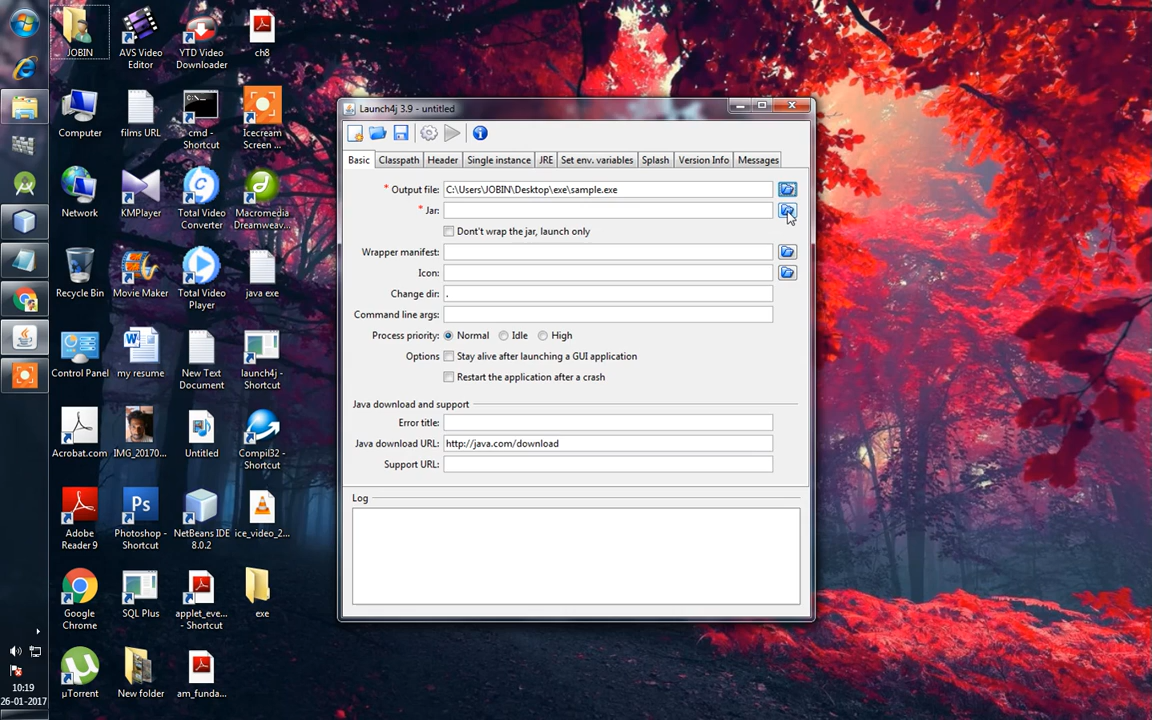 JOBIN
AVS Video
Editor
YTD Video
Downloader
ch8
Computer
films URL
cmd -
Shortcut
Icecream
Screen ...
Network
KMPlayer
Total Video
Converter
Macromedia
Dreamweav...
Recycle Bin
Movie Maker
Total Video
Player
java exe
Control Panel
my resume
New Text
Document
launch4j -
Shortcut
Acrobat.com
IMG_20170...
Untitled
Compil32 -
Shortcut
Adobe
Reader 9
Photoshop -
Shortcut
NetBeans IDE
8.0.2
ice_video_2...
Google
Chrome
SQL Plus
applet_eve...
- Shortcut
exe
µTorrent
New folder
am_funda...
10:19
26-01-2017
Launch4j 3.9 - untitled
Basic Classpath Header Single instance JRE Set env. variables Splash Version Info Messages
* Output file: C:\Users\JOBIN\Desktop\exe\sample.exe
* Jar:
Dont't wrap the jar, launch only
Wrapper manifest:
Icon:
Change dir: .
Command line args:
Process priority: Normal Idle High
Options Stay alive after launching a GUI application
Restart the application after a crash
Java download and support
Error title:
Java download URL: http://java.com/download
Support URL:
Log